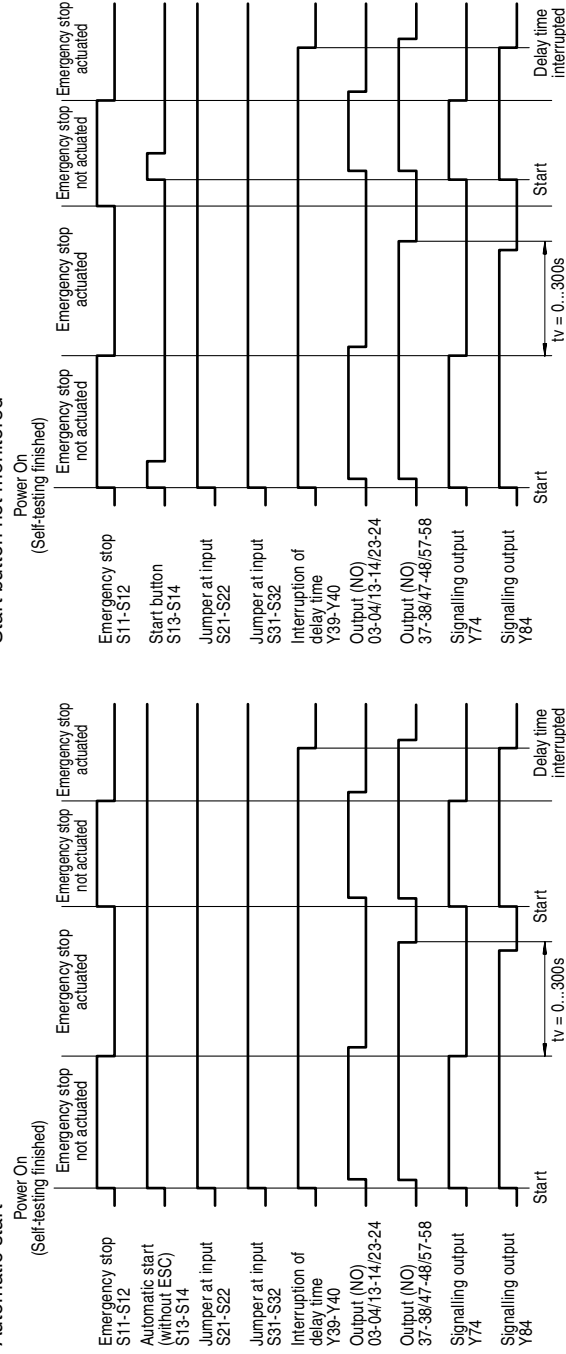 Automatic start
Power On
(Self-testing finished)
Emergency stop
not actuated
Emergency stop
actuated
Emergency stop
not actuated
Emergency stop
actuated
Emergency stop
S11-S12
Automatic start
(without ESC)
S13-S14
Jumper at input
S21-S22
Jumper at input
S31-S32
Interruption of
delay time
Y39-Y40
Output (NO)
03-04/13-14/23-24
Output (NO)
37-38/47-48/57-58
Signalling output
Y74
Signalling output
Y84
Start
tv = 0...300s
Start
Delay time
interrupted
Start button not monitored
Power On
(Self-testing finished)
Emergency stop
not actuated
Emergency stop
actuated
Emergency stop
not actuated
Emergency stop
actuated
Emergency stop
S11-S12
Start button
S13-S14
Jumper at input
S21-S22
Jumper at input
S31-S32
Interruption of
delay time
Y39-Y40
Output (NO)
03-04/13-14/23-24
Output (NO)
37-38/47-48/57-58
Signalling output
Y74
Signalling output
Y84
Start
tv = 0...300s
Start
Delay time
interrupted